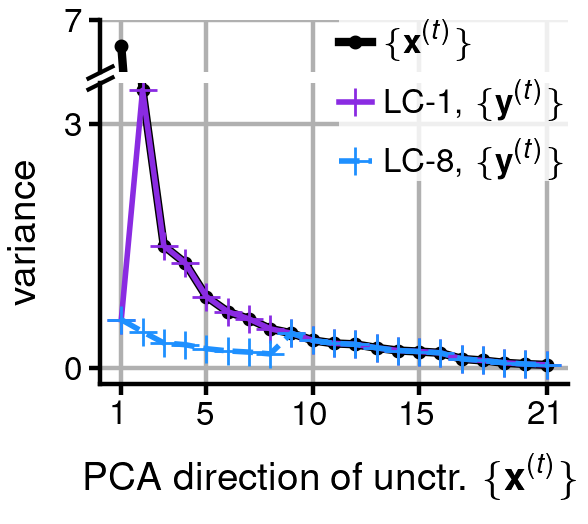 7
3
0
variance
{x^(t)}
LC-1, {y^(t)}
LC-8, {y^(t)}
1 5 10 15 21
PCA direction of unctr. {x^(t)}